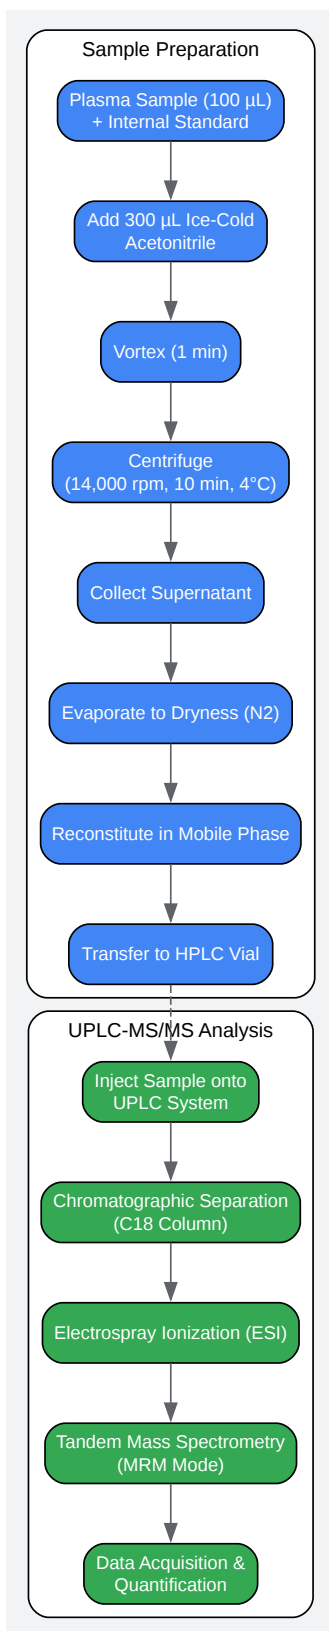 Sample Preparation
Plasma Sample (100 µL)
+ Internal Standard
Add 300 µL Ice-Cold
Acetonitrile
Vortex (1 min)
Centrifuge
(14,000 rpm, 10 min, 4°C)
Collect Supernatant
Evaporate to Dryness (N2)
Reconstitute in Mobile Phase
Transfer to HPLC Vial
UPLC-MS/MS Analysis
Inject Sample onto
UPLC System
Chromatographic Separation
(C18 Column)
Electrospray Ionization (ESI)
Tandem Mass Spectrometry
(MRM Mode)
Data Acquisition &
Quantification